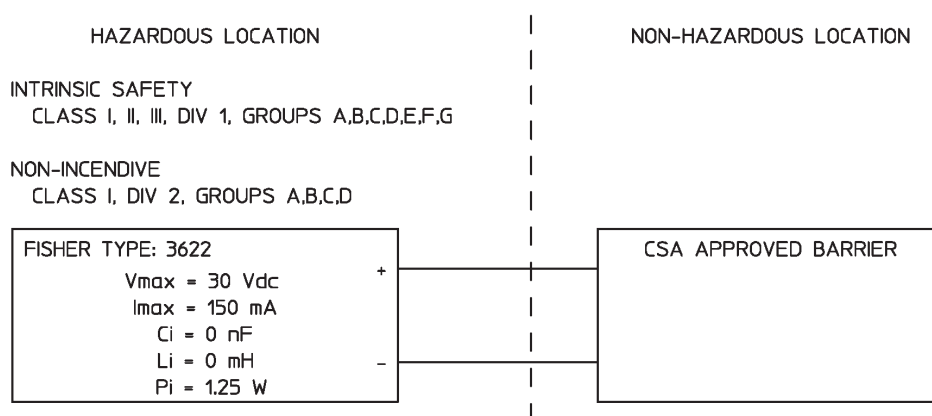 HAZARDOUS LOCATION
NON-HAZARDOUS LOCATION
INTRINSIC SAFETY
CLASS I, II, III, DIV 1, GROUPS A,B,C,D,E,F,G
NON-INCENDIVE
CLASS I, DIV 2, GROUPS A,B,C,D
FISHER TYPE: 3622
Vmax = 30 Vdc
Imax = 150 mA
Ci = 0 nF
Li = 0 mH
Pi = 1.25 W
+
−
CSA APPROVED BARRIER